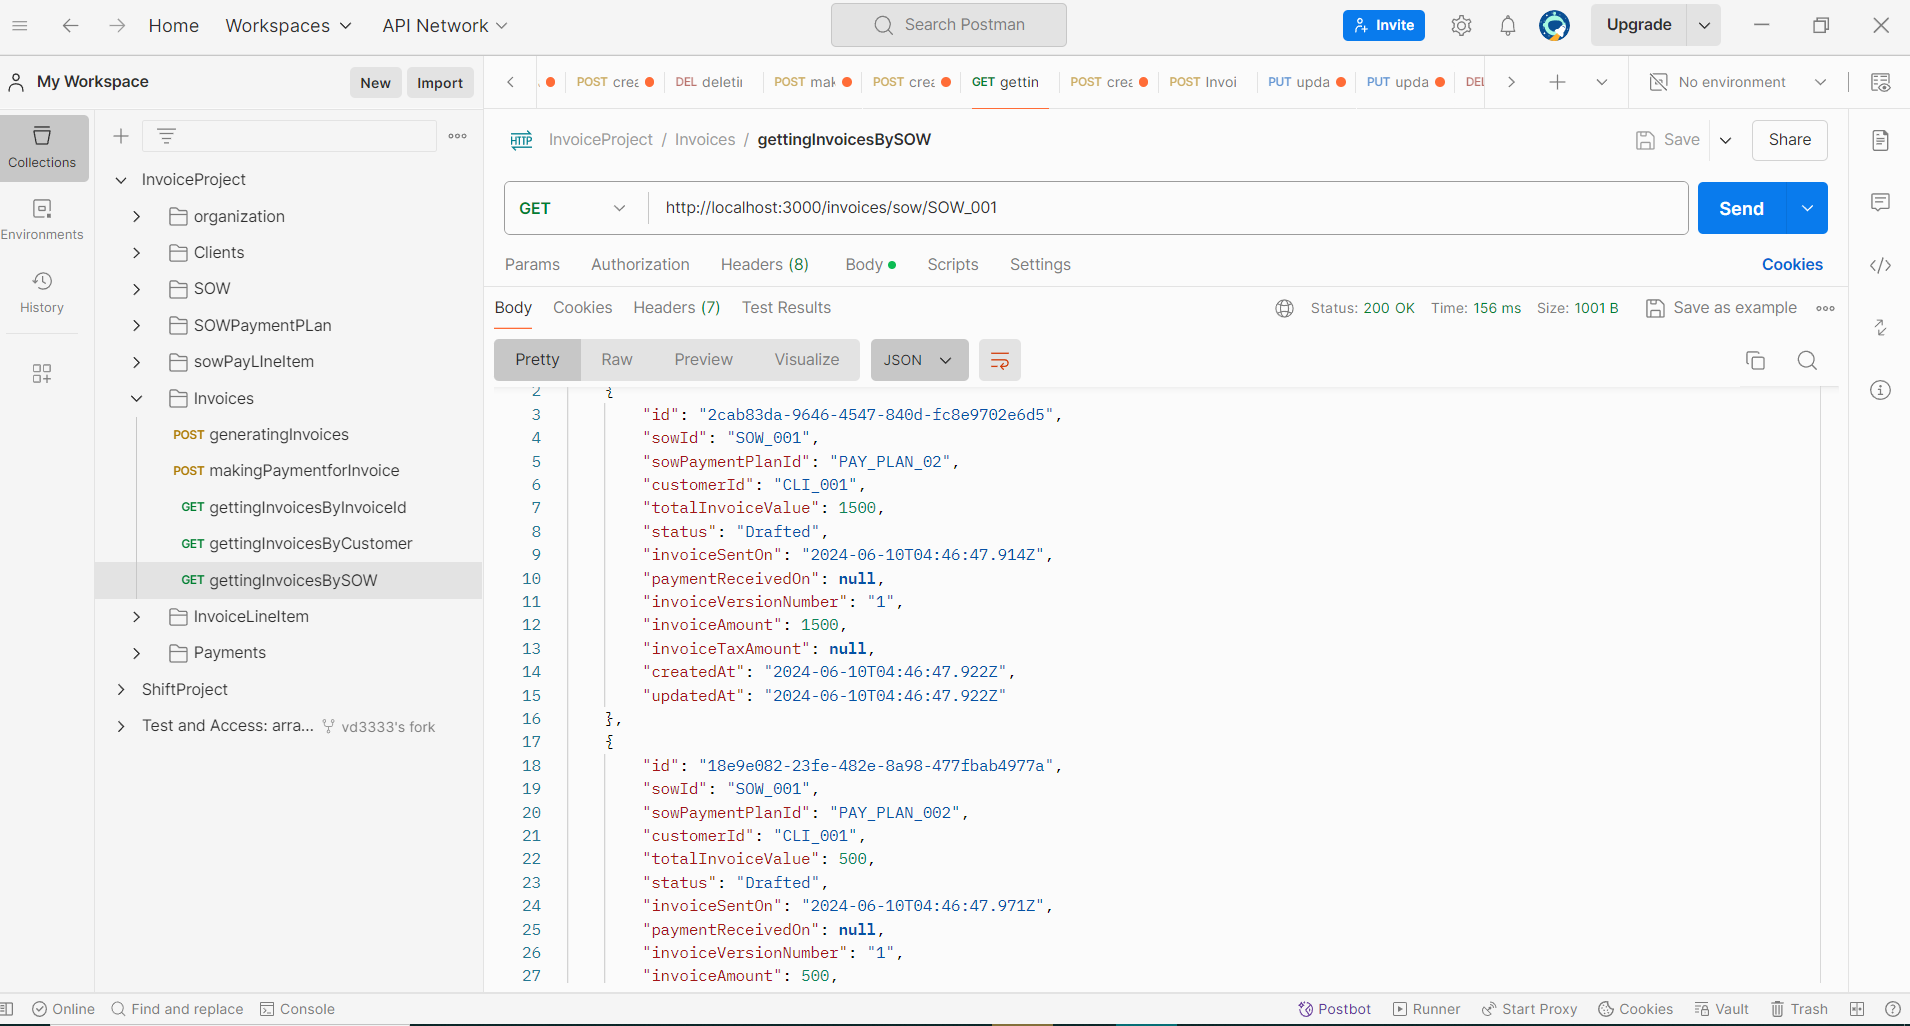 Home Workspaces API Network Search Postman Invite Upgrade
My Workspace New Import
POST crea POST crea DEL deletin POST mak POST crea GET gettin POST crea POST Invoi PUT upda PUT upda DEL No environment
Collections
Environments
History
InvoiceProject
organization
Clients
SOW
SOWPaymentPLan
sowPayLIneItem
Invoices
POST generatingInvoices
POST makingPaymentforInvoice
GET gettingInvoicesByInvoiceId
GET gettingInvoicesByCustomer
GET gettingInvoicesBySOW
InvoiceLineItem
Payments
ShiftProject
Test and Access: arra... vd3333's fork
HTTP InvoiceProject / Invoices / gettingInvoicesBySOW Save Share
GET http://localhost:3000/invoices/sow/SOW_001 Send
Params Authorization Headers (8) Body Scripts Settings Cookies
Body Cookies Headers (7) Test Results Status: 200 OK Time: 156 ms Size: 1001 B Save as example
Pretty Raw Preview Visualize JSON
2 {
3 "id": "2cab83da-9646-4547-840d-fc8e9702e6d5",
4 "sowId": "SOW_001",
5 "sowPaymentPlanId": "PAY_PLAN_02",
6 "customerId": "CLI_001",
7 "totalInvoiceValue": 1500,
8 "status": "Drafted",
9 "invoiceSentOn": "2024-06-10T04:46:47.914Z",
10 "paymentReceivedOn": null,
11 "invoiceVersionNumber": "1",
12 "invoiceAmount": 1500,
13 "invoiceTaxAmount": null,
14 "createdAt": "2024-06-10T04:46:47.922Z",
15 "updatedAt": "2024-06-10T04:46:47.922Z"
16 },
17 {
18 "id": "18e9e082-23fe-482e-8a98-477fbab4977a",
19 "sowId": "SOW_001",
20 "sowPaymentPlanId": "PAY_PLAN_002",
21 "customerId": "CLI_001",
22 "totalInvoiceValue": 500,
23 "status": "Drafted",
24 "invoiceSentOn": "2024-06-10T04:46:47.971Z",
25 "paymentReceivedOn": null,
26 "invoiceVersionNumber": "1",
27 "invoiceAmount": 500,
Online Find and replace Console Postbot Runner Start Proxy Cookies Vault Trash